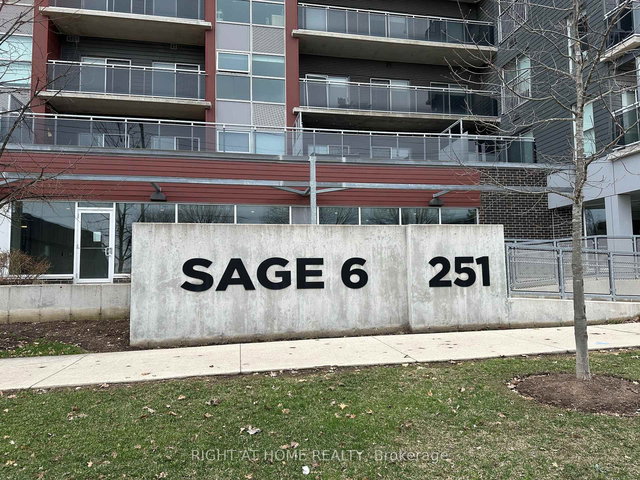 SAGE 6 251
RIGHT AT HOME REALTY, Brokerage